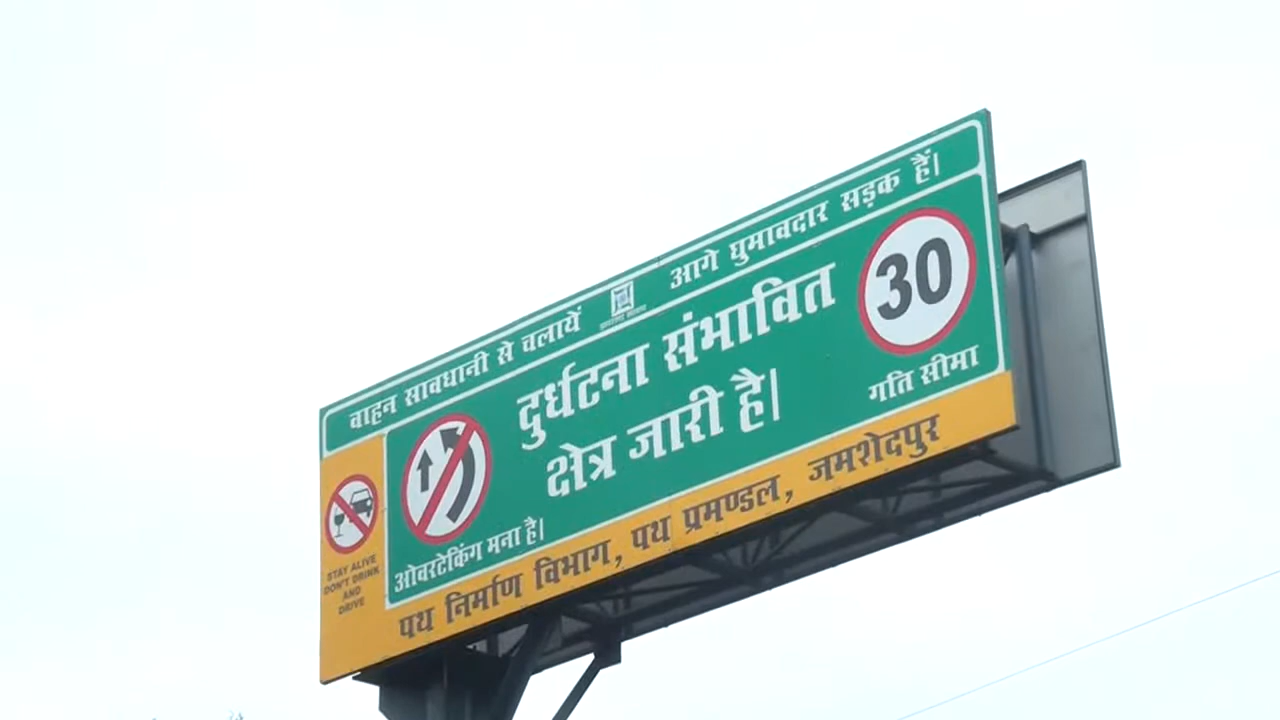 वाहन सावधानी से चलायें आगे घुमावदार सड़क हैं।
दुर्घटना संभावित
क्षेत्र जारी है।
30
गति सीमा
ओवरटेकिंग मना है।
STAY ALIVE
DON'T DRINK
AND
DRIVE
पथ निर्माण विभाग, पथ प्रमण्डल, जमशेदपुर